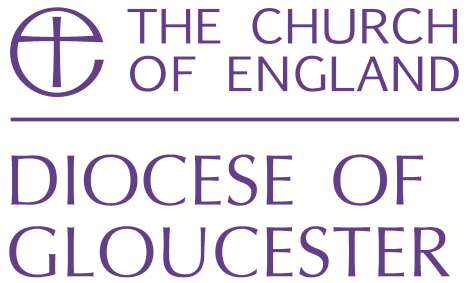 THE CHURCH
OF ENGLAND
DIOCESE OF
GLOUCESTER